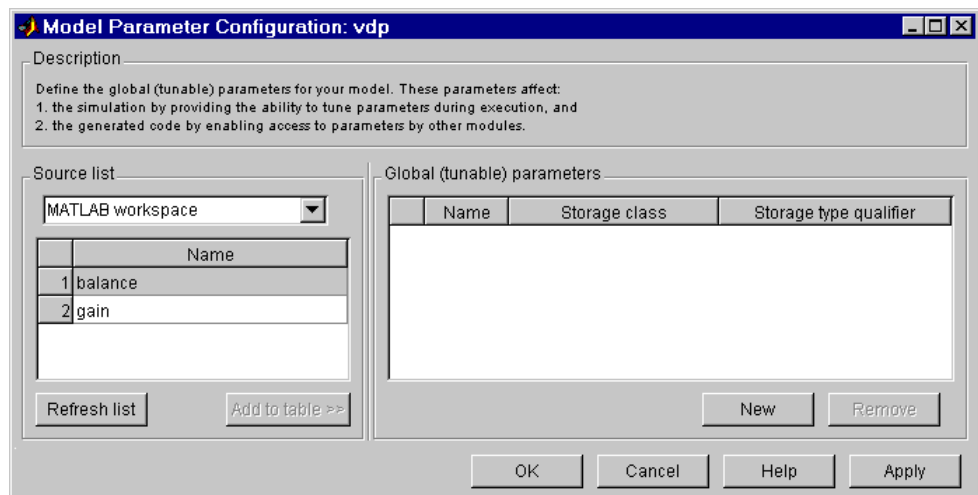 Model Parameter Configuration: vdp
Description
Define the global (tunable) parameters for your model. These parameters affect:
1. the simulation by providing the ability to tune parameters during execution, and
2. the generated code by enabling access to parameters by other modules.
Source list
MATLAB workspace
Name
1 balance
2 gain
Refresh list
Add to table >>
Global (tunable) parameters
Name Storage class Storage type qualifier
New
Remove
OK Cancel Help Apply